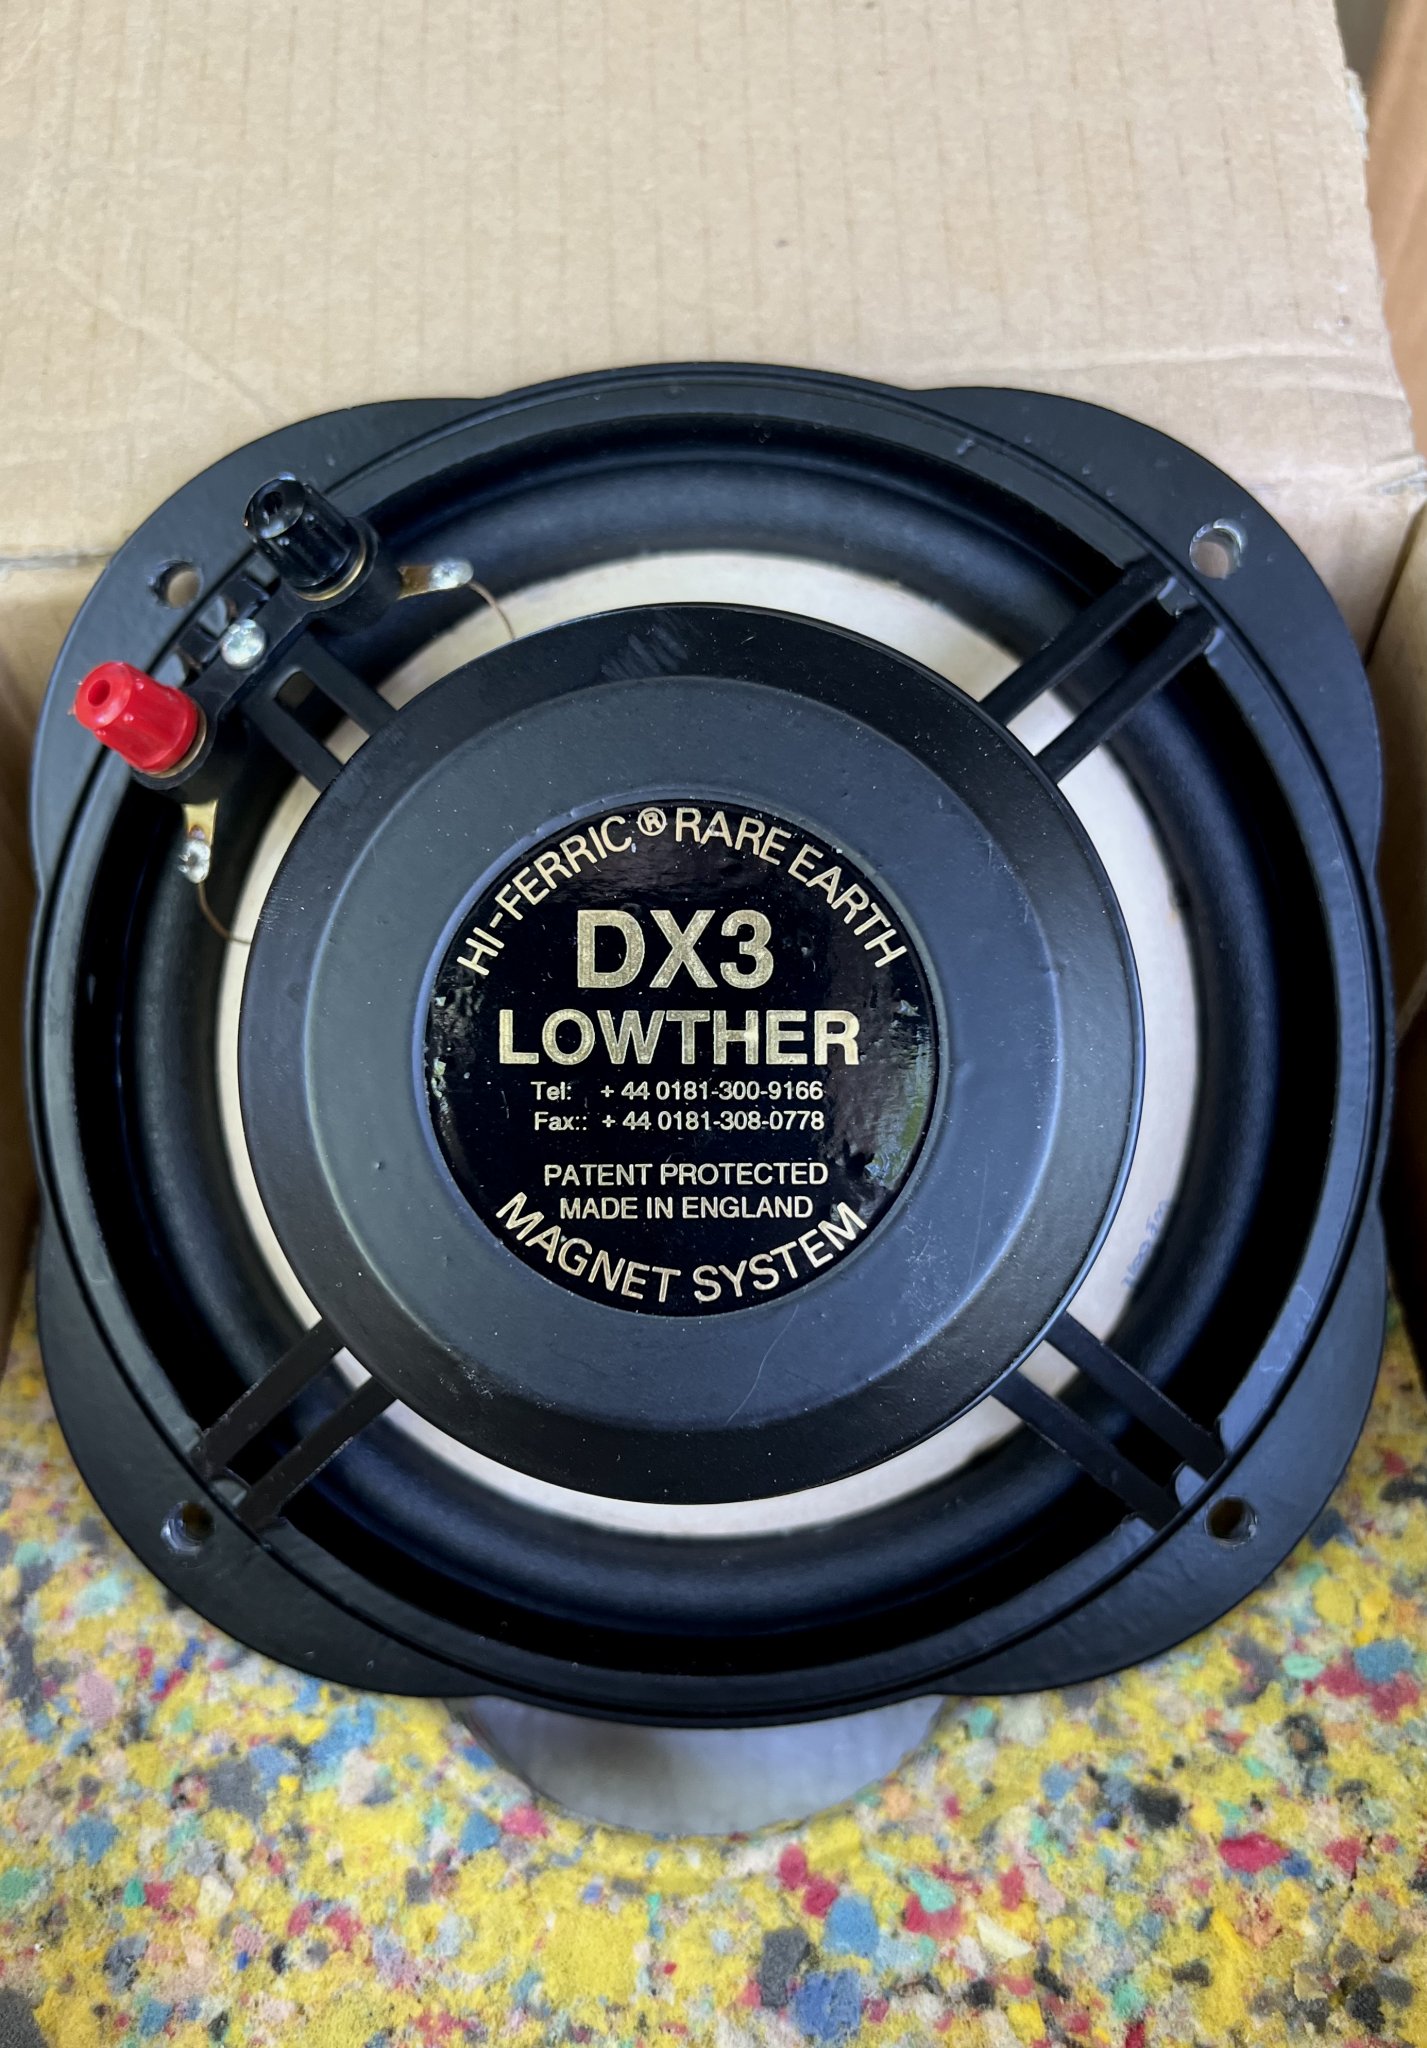 HI-FERRIC® RARE EARTH
DX3
LOWTHER
Tel: + 44 0181-300-9166
Fax:: + 44 0181-308-0778
PATENT PROTECTED
MADE IN ENGLAND
MAGNET SYSTEM